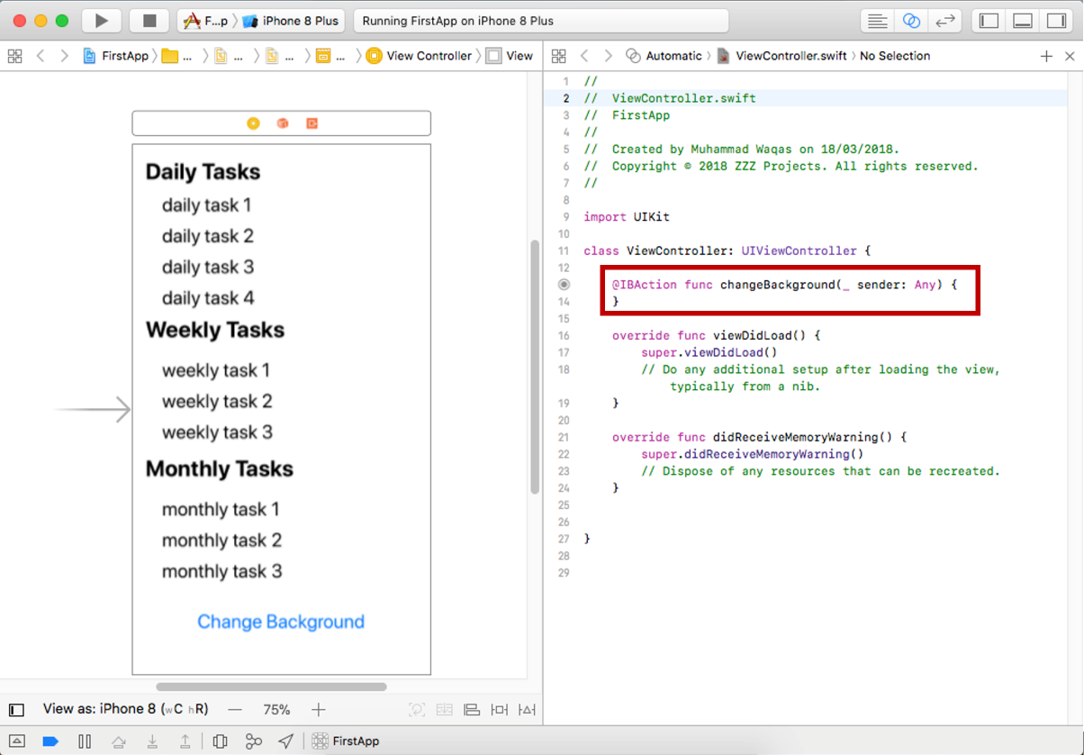 F...p iPhone 8 Plus
Running FirstApp on iPhone 8 Plus
FirstApp ... ... ... ... View Controller View
Automatic ViewController.swift No Selection
Daily Tasks
daily task 1
daily task 2
daily task 3
daily task 4
Weekly Tasks
weekly task 1
weekly task 2
weekly task 3
Monthly Tasks
monthly task 1
monthly task 2
monthly task 3
Change Background
View as: iPhone 8 (wC hR) — 75% +
FirstApp
1 //
2 // ViewController.swift
3 // FirstApp
4 //
5 // Created by Muhammad Waqas on 18/03/2018.
6 // Copyright © 2018 ZZZ Projects. All rights reserved.
7 //
8
9 import UIKit
10
11 class ViewController: UIViewController {
12
@IBAction func changeBackground(_ sender: Any) {
14 }
15
16 override func viewDidLoad() {
17 super.viewDidLoad()
18 // Do any additional setup after loading the view,
typically from a nib.
19 }
20
21 override func didReceiveMemoryWarning() {
22 super.didReceiveMemoryWarning()
23 // Dispose of any resources that can be recreated.
24 }
25
26
27 }
28
29